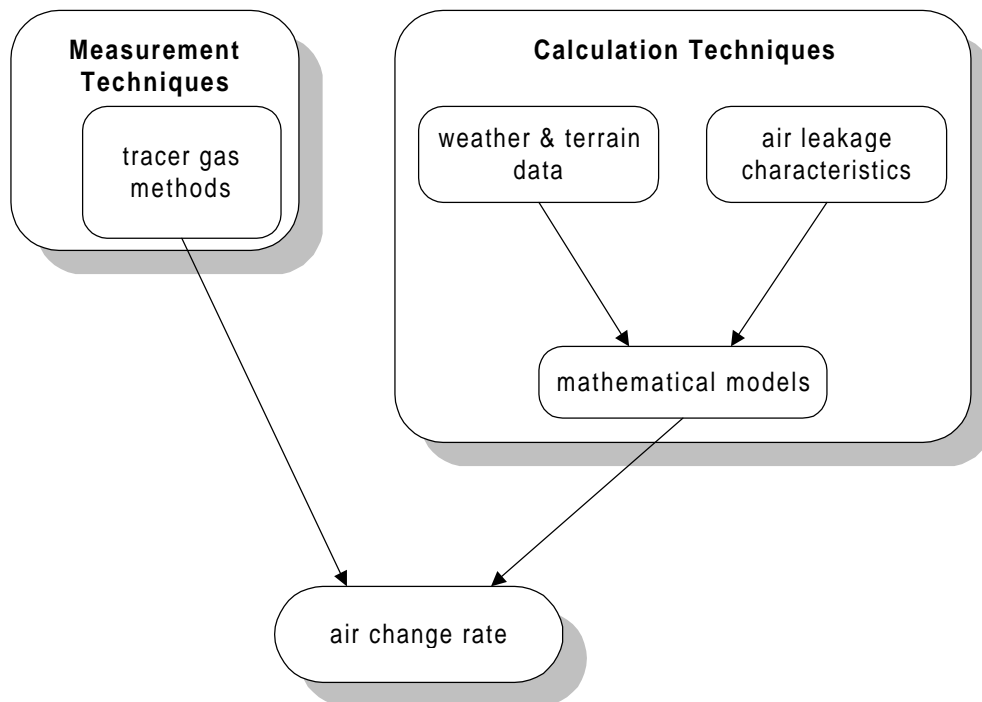 Measurement
Techniques
tracer gas
methods
Calculation Techniques
weather & terrain
data
air leakage
characteristics
mathematical models
air change rate